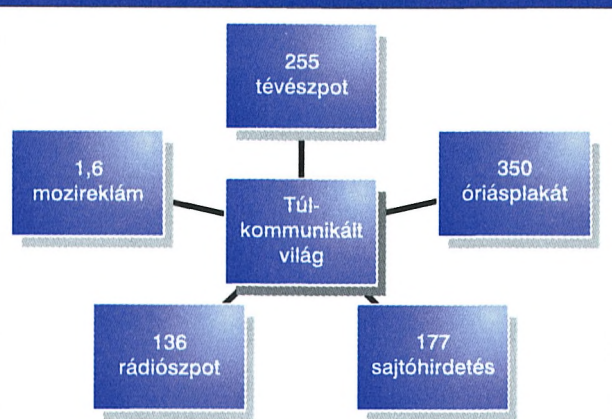 255
tévészpot
1,6
mozireklám
350
óriásplakát
Túl-
kommunikált
világ
136
rádiószpot
177
sajtóhirdetés